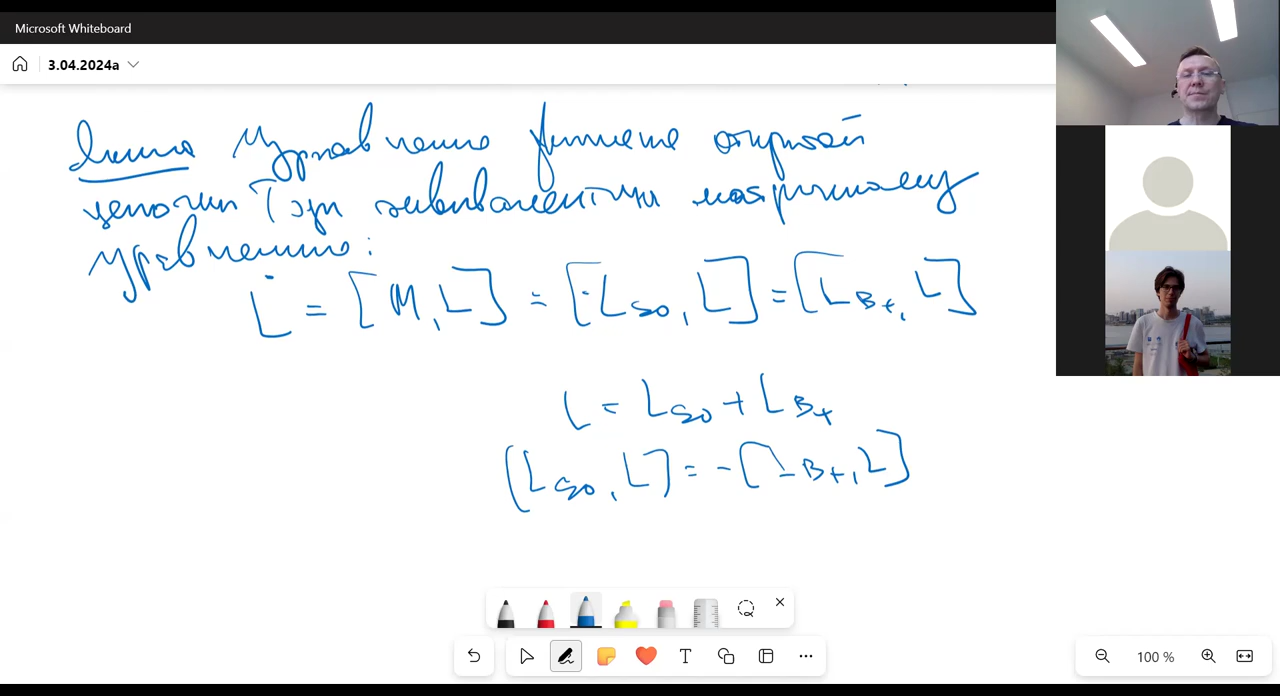 Microsoft Whiteboard
3.04.2024a
Лемма Уравнение движение открытой
цепочки Тоды эквивалентны матричному
уравнению:
L̇ = [M, L] = [-L_so, L] = [L_B+, L]
L = L_so + L_B+
[L_so, L] = -[L_B+, L]
100 %